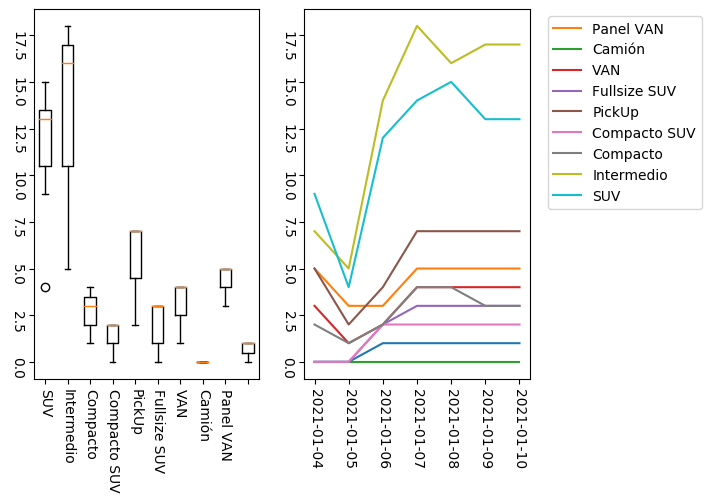 17.5
15.0
12.5
10.0
7.5
5.0
2.5
0.0
SUV
Intermedio
Compacto
Compacto SUV
PickUp
Fullsize SUV
VAN
Camión
Panel VAN
17.5
15.0
12.5
10.0
7.5
5.0
2.5
0.0
2021-01-04
2021-01-05
2021-01-06
2021-01-07
2021-01-08
2021-01-09
2021-01-10
Panel VAN
Camión
VAN
Fullsize SUV
PickUp
Compacto SUV
Compacto
Intermedio
SUV